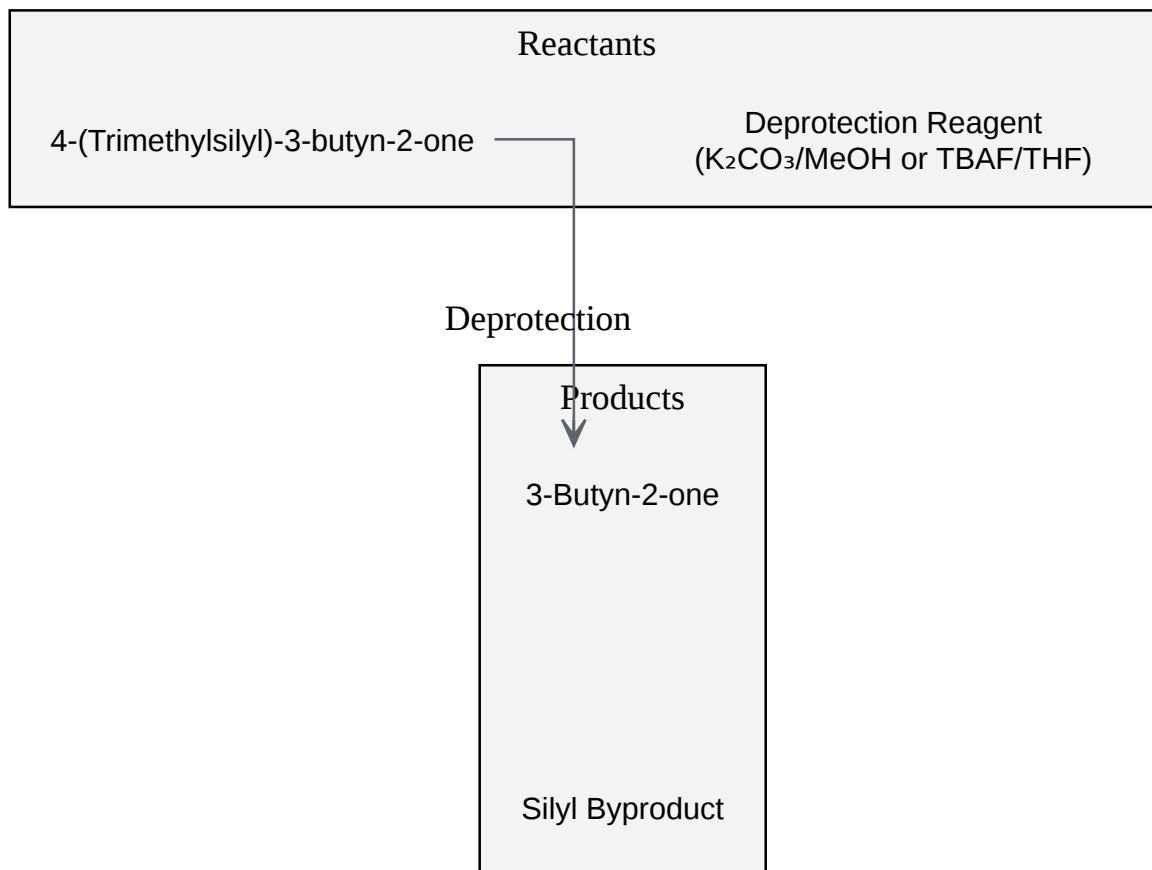 Reactants
4-(Trimethylsilyl)-3-butyn-2-one
Deprotection Reagent
(K₂CO₃/MeOH or TBAF/THF)
Deprotection
Products
3-Butyn-2-one
Silyl Byproduct